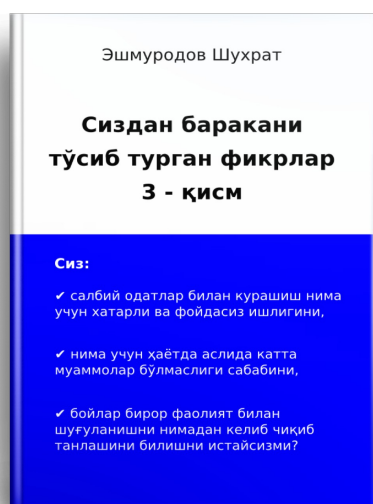 Эшмуродов Шухрат
Сиздан баракани
тўсиб турган фикрлар
3 - қисм
Сиз:
✔ салбий одатлар билан курашиш нима
учун хатарли ва фойдасиз ишлигини,
✔ нима учун ҳаётда аслида катта
муаммолар бўлмаслиги сабабини,
✔ бойлар бирор фаолият билан
шуғуланишни нимадан келиб чиқиб
танлашини билишни истайсизми?